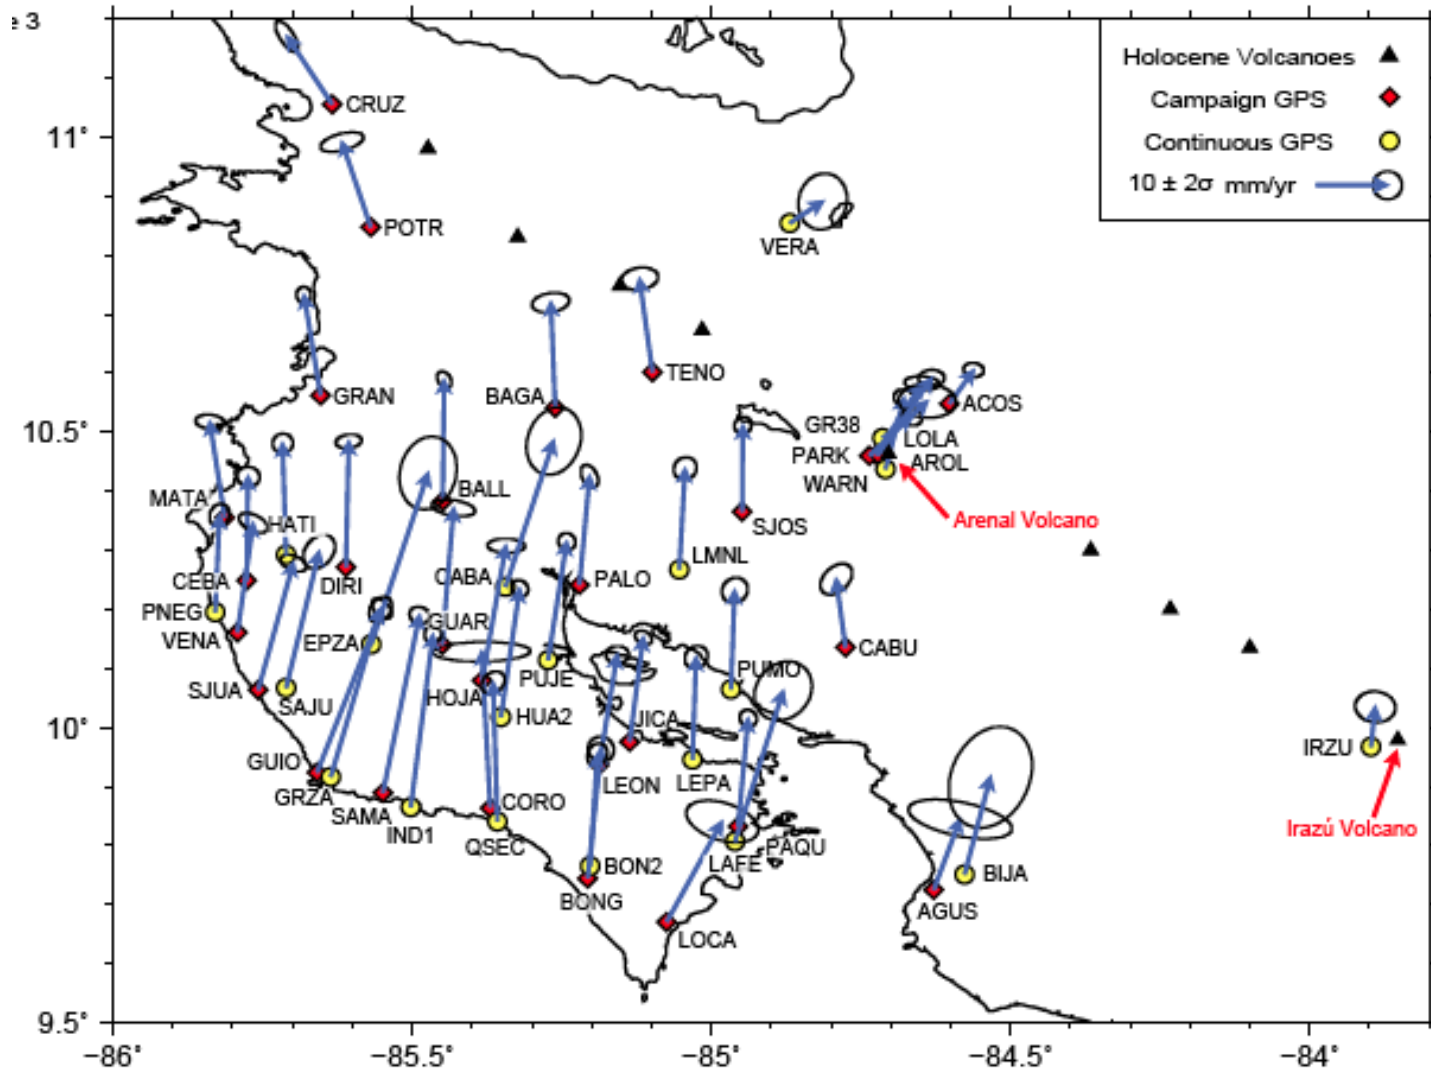 e 3
Holocene Volcanoes
Campaign GPS
Continuous GPS
10 ± 2σ mm/yr
CRUZ
11°
POTR
VERA
TENO
GRAN
BAGA
ACOS
10.5°
GR38
LOLA
PARK
AROL
WARN
BALL
MATA
HATI
SJOS
Arenal Volcano
LMNL
CEBA
DIRI
CABA
PALO
PNEG
VENA
EPZA
GUAR
CABU
SJUA
SAJU
HOJA
PUJE
PUMO
HUA2
JICA
10°
IRZU
GUIO
GRZA
LEON
LEPA
SAMA
IND1
CORO
QSEC
Irazú Volcano
PAQU
LAFE
BON2
BONG
BIJA
AGUS
LOCA
9.5°
−86°
−85.5°
−85°
−84.5°
−84°